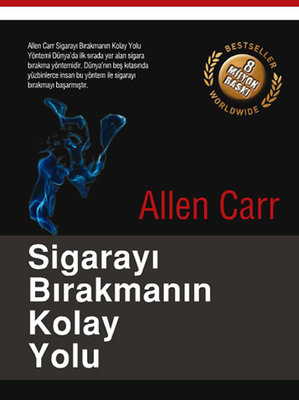 Allen Carr Sigarayı Bırakmanın Kolay Yolu
Yöntemi Dünya'da ilk sırada yer alan sigara
bırakma yöntemidir. Dünya'nın beş kıtasında
yüzbinlerce insan bu yöntem ile sigarayı
bırakmayı başarmıştır.
BESTSELLER
8
MİLYON
BASKI
WORLDWIDE
Allen Carr
Sigarayı
Bırakmanın
Kolay
Yolu